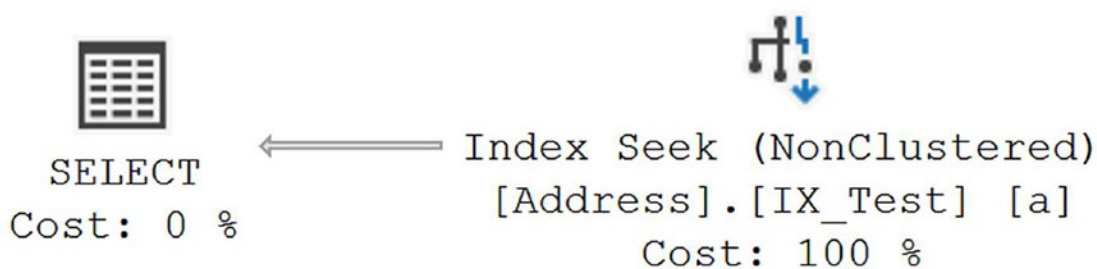 SELECT
Cost: 0 %
Index Seek (NonClustered)
[Address].[IX_Test] [a]
Cost: 100 %